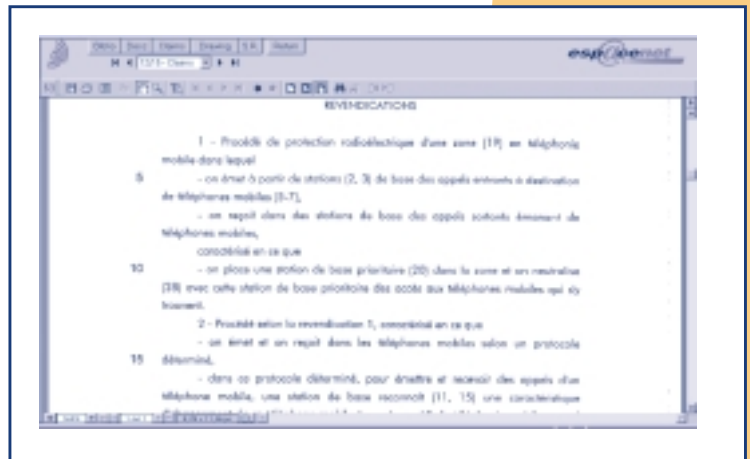 Biblio Desc Claims Drawing S.R. Return
esp@cenet
REVENDICATIONS
1 - Procédé de protection radioélectrique d'une zone (19) en téléphonie
mobile dans lequel
5 - on émet à partir de stations (2, 3) de base des appels entrants à destination
de téléphones mobiles (5-7),
- on reçoit dans des stations de base des appels sortants émanant de
téléphones mobiles,
caractérisé en ce que
10 - on place une station de base prioritaire (20) dans la zone et on neutralise
(38) avec cette station de base prioritaire des accès aux téléphones mobiles qui s'y
trouvent.
2 - Procédé selon la revendication 1, caractérisé en ce que
- on émet et on reçoit dans les téléphones mobiles selon un protocole
15 déterminé,
- dans ce protocole déterminé, pour émettre et recevoir des appels d'un
téléphone mobile, une station de base reconnaît (11, 15) une caractéristique